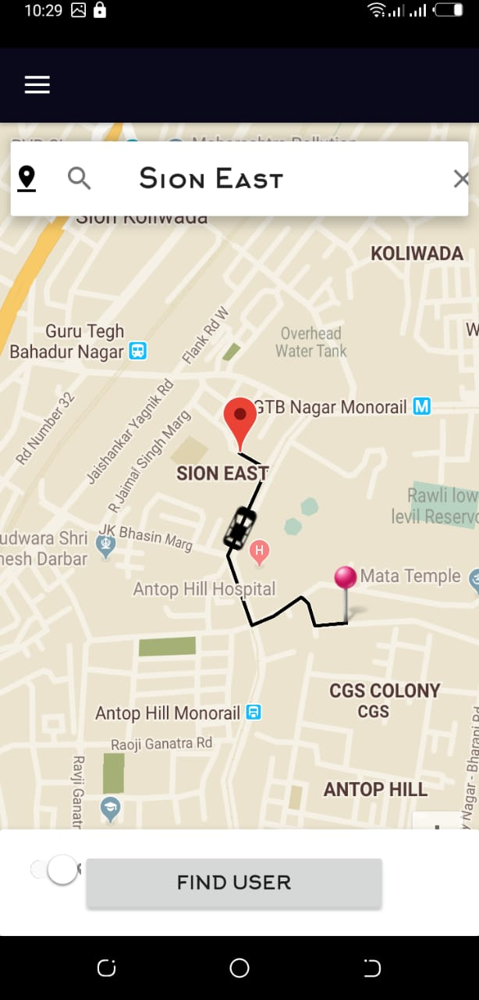 10:29
Sion East
Sion Koliwada
KOLIWADA
Guru Tegh
Bahadur Nagar
Flank Rd W
Overhead
Water Tank
W
Rd Number 32
Jaishankar Yagnik Rd
R Jaimal Singh Marg
GTB Nagar Monorail M
SION EAST
Rawli low
levil Reservo
udwara Shri
nesh Darbar
JK Bhasin Marg
H
Antop Hill Hospital
Mata Temple
CGS COLONY
CGS
Antop Hill Monorail
Raoji Ganatra Rd
Ravji Ganatr
ANTOP HILL
y Nagar - Bharani Rd
FIND USER